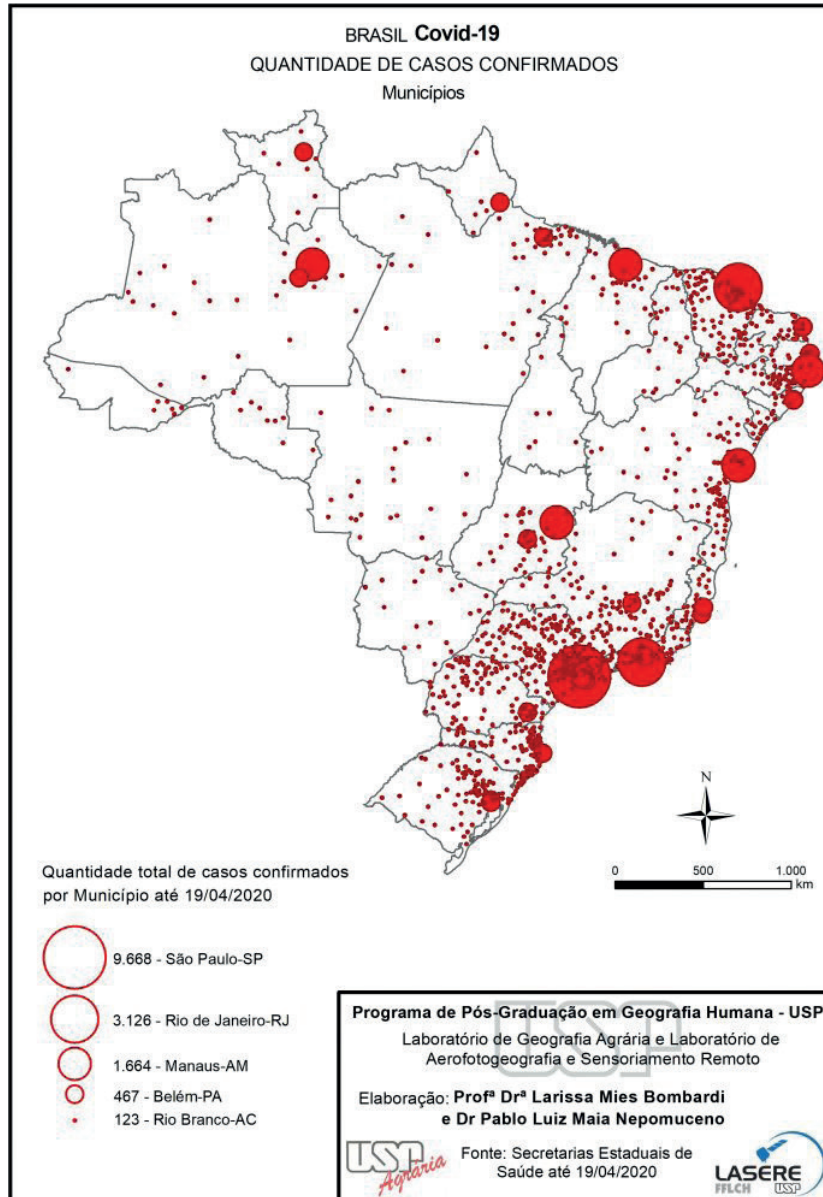 BRASIL Covid-19
QUANTIDADE DE CASOS CONFIRMADOS
Municípios
N
0 500 1.000
km
Quantidade total de casos confirmados
por Município até 19/04/2020
9.668 - São Paulo-SP
3.126 - Rio de Janeiro-RJ
1.664 - Manaus-AM
467 - Belém-PA
123 - Rio Branco-AC
USP
Programa de Pós-Graduação em Geografia Humana - USP
Laboratório de Geografia Agrária e Laboratório de
Aerofotogeografia e Sensoriamento Remoto
Elaboração: Profª Drª Larissa Mies Bombardi
e Dr Pablo Luiz Maia Nepomuceno
Fonte: Secretarias Estaduais de
Saúde até 19/04/2020
USP
Agrária
LASERE
FFLCH USP